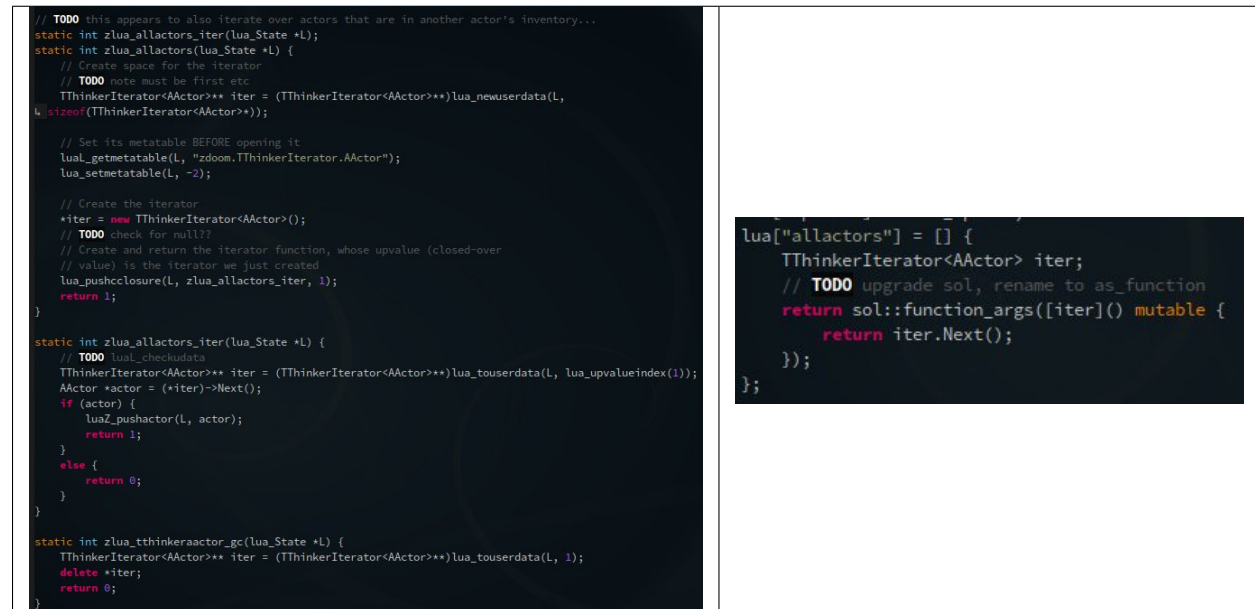 // TODO this appears to also iterate over actors that are in another actor's inventory...
static int zlua_allactors_iter(lua_State *L);
static int zlua_allactors(lua_State *L) {
// Create space for the iterator
// TODO note must be first etc
TThinkerIterator<AActor>** iter = (TThinkerIterator<AActor>**)lua_newuserdata(L,
↳ sizeof(TThinkerIterator<AActor>*));
// Set its metatable BEFORE opening it
luaL_getmetatable(L, "zdoom.TThinkerIterator.AActor");
lua_setmetatable(L, -2);
// Create the iterator
*iter = new TThinkerIterator<AActor>();
// TODO check for null??
// Create and return the iterator function, whose upvalue (closed-over
// value) is the iterator we just created
lua_pushcclosure(L, zlua_allactors_iter, 1);
return 1;
}
static int zlua_allactors_iter(lua_State *L) {
// TODO luaL_checkudata
TThinkerIterator<AActor>** iter = (TThinkerIterator<AActor>**)lua_touserdata(L, lua_upvalueindex(1));
AActor *actor = (*iter)->Next();
if (actor) {
luaZ_pushactor(L, actor);
return 1;
}
else {
return 0;
}
}
static int zlua_tthinkeraactor_gc(lua_State *L) {
TThinkerIterator<AActor>** iter = (TThinkerIterator<AActor>**)lua_touserdata(L, 1);
delete *iter;
return 0;
}
lua["allactors"] = [] {
TThinkerIterator<AActor> iter;
// TODO upgrade sol, rename to as_function
return sol::function_args([iter]() mutable {
return iter.Next();
});
};